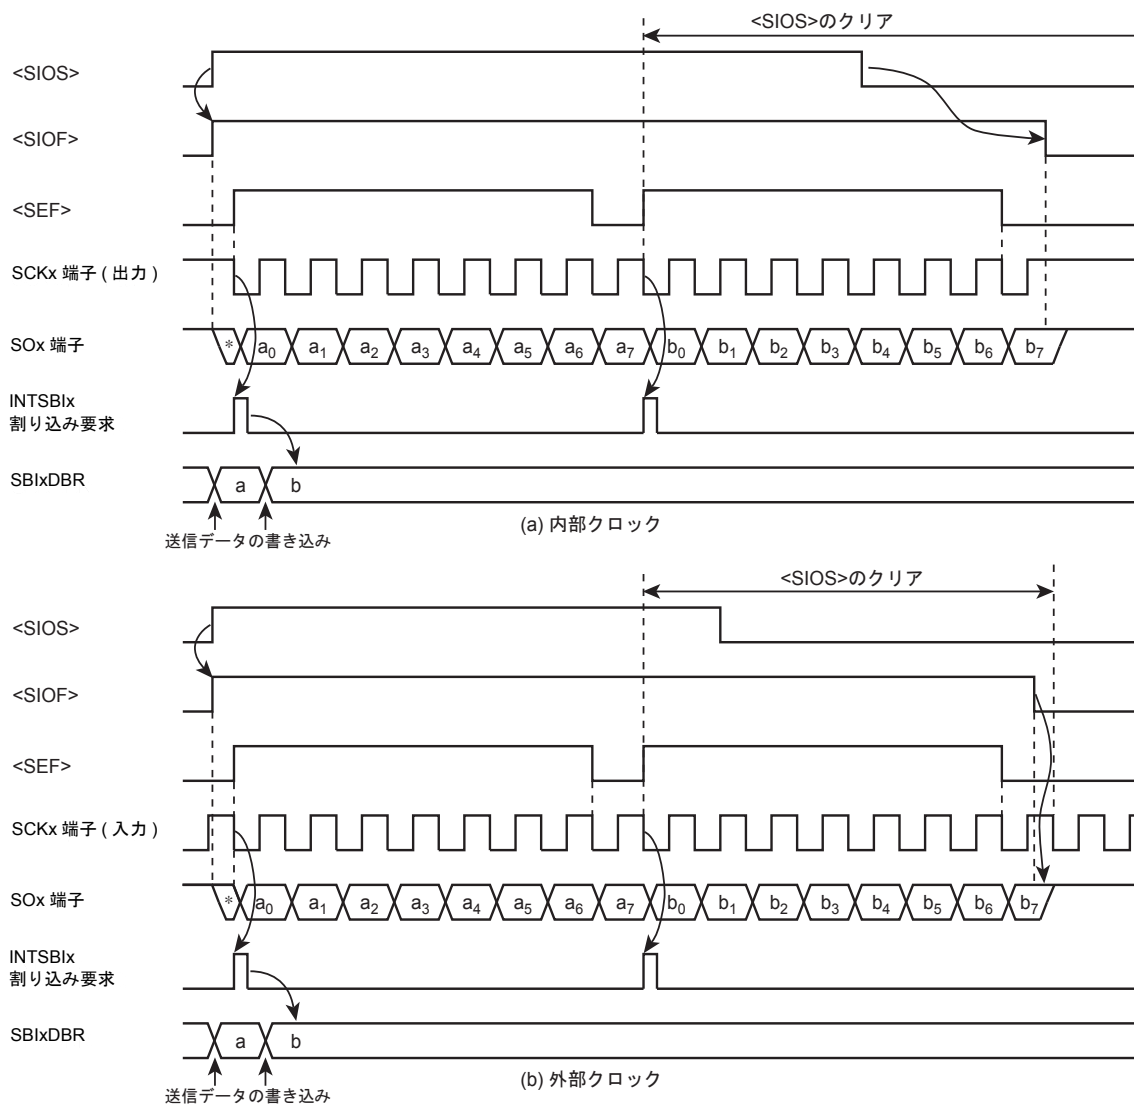 <SIOS>のクリア
<SIOS>
<SIOF>
<SEF>
SCKx 端子 ( 出力 )
SOx 端子
* a0 a1 a2 a3 a4 a5 a6 a7 b0 b1 b2 b3 b4 b5 b6 b7
INTSBIx
割り込み要求
SBIxDBR
a b
送信データの書き込み
(a) 内部クロック
<SIOS>のクリア
<SIOS>
<SIOF>
<SEF>
SCKx 端子 ( 入力 )
SOx 端子
* a0 a1 a2 a3 a4 a5 a6 a7 b0 b1 b2 b3 b4 b5 b6 b7
INTSBIx
割り込み要求
SBIxDBR
a b
送信データの書き込み
(b) 外部クロック